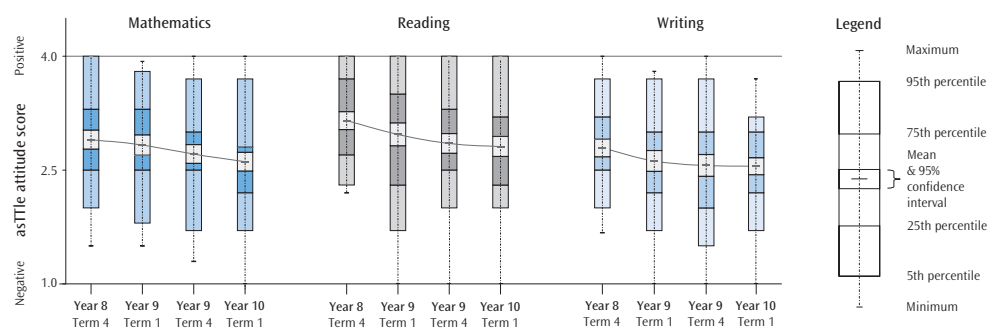 Mathematics
Reading
Writing
Legend
Positive
4.0
asTTle attitude score
2.5
Negative
1.0
Year 8
Term 4
Year 9
Term 1
Year 9
Term 4
Year 10
Term 1
Year 8
Term 4
Year 9
Term 1
Year 9
Term 4
Year 10
Term 1
Year 8
Term 4
Year 9
Term 1
Year 9
Term 4
Year 10
Term 1
Maximum
95th percentile
75th percentile
Mean
& 95%
confidence
interval
25th percentile
5th percentile
Minimum